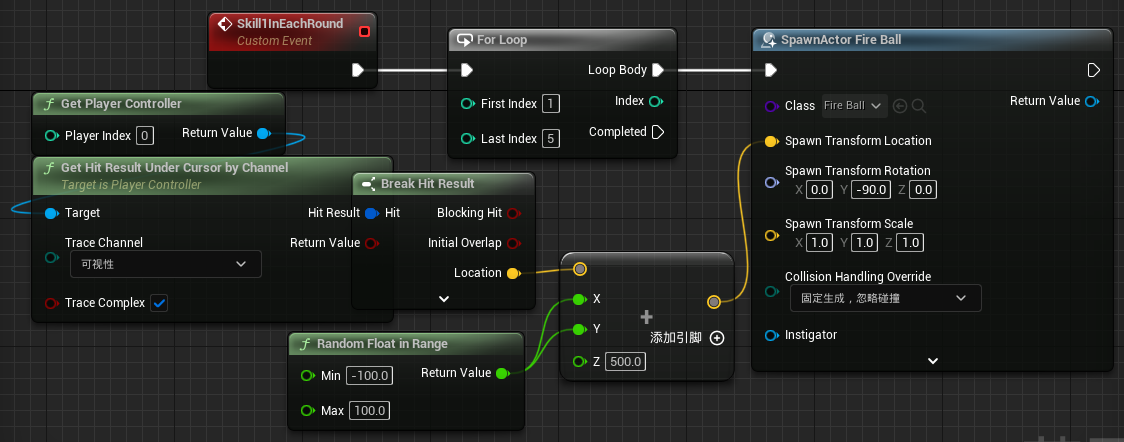 Skill1InEachRound
Custom Event
For Loop
Loop Body
First Index 1
Index
Last Index 5
Completed
SpawnActor Fire Ball
Class Fire Ball
Return Value
Spawn Transform Location
Spawn Transform Rotation
X 0.0 Y -90.0 Z 0.0
Spawn Transform Scale
X 1.0 Y 1.0 Z 1.0
Collision Handling Override
固定生成，忽略碰撞
Instigator
f Get Player Controller
Player Index 0
Return Value
f Get Hit Result Under Cursor by Channel
Target is Player Controller
Target
Hit Result
Trace Channel
可视性
Return Value
Trace Complex
Break Hit Result
Hit
Blocking Hit
Initial Overlap
Location
X
Y
添加引脚
Z 500.0
f Random Float in Range
Min -100.0
Return Value
Max 100.0